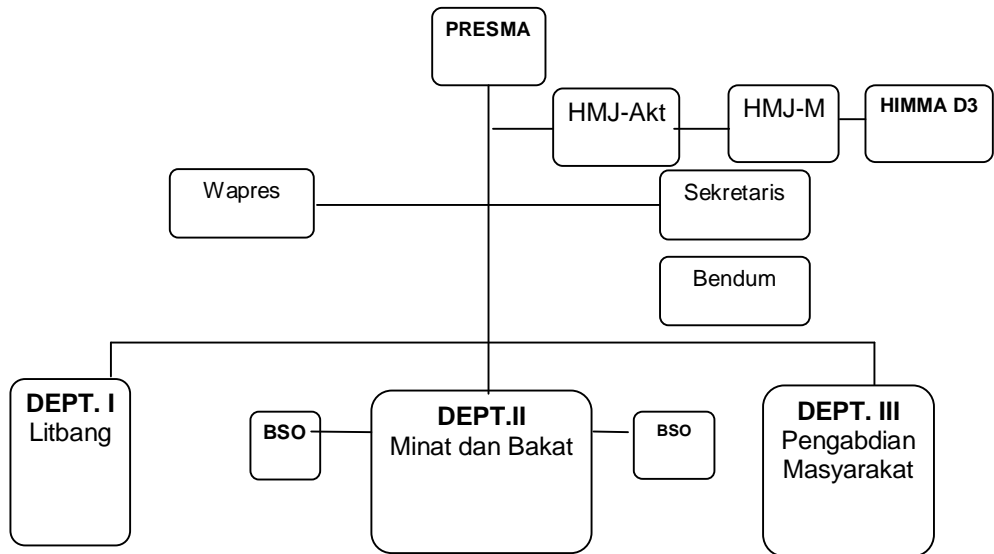 PRESMA
HMJ-Akt
HMJ-M
HIMMA D3
Wapres
Sekretaris
Bendum
DEPT. I
Litbang
BSO
DEPT.II
Minat dan Bakat
BSO
DEPT. III
Pengabdian
Masyarakat